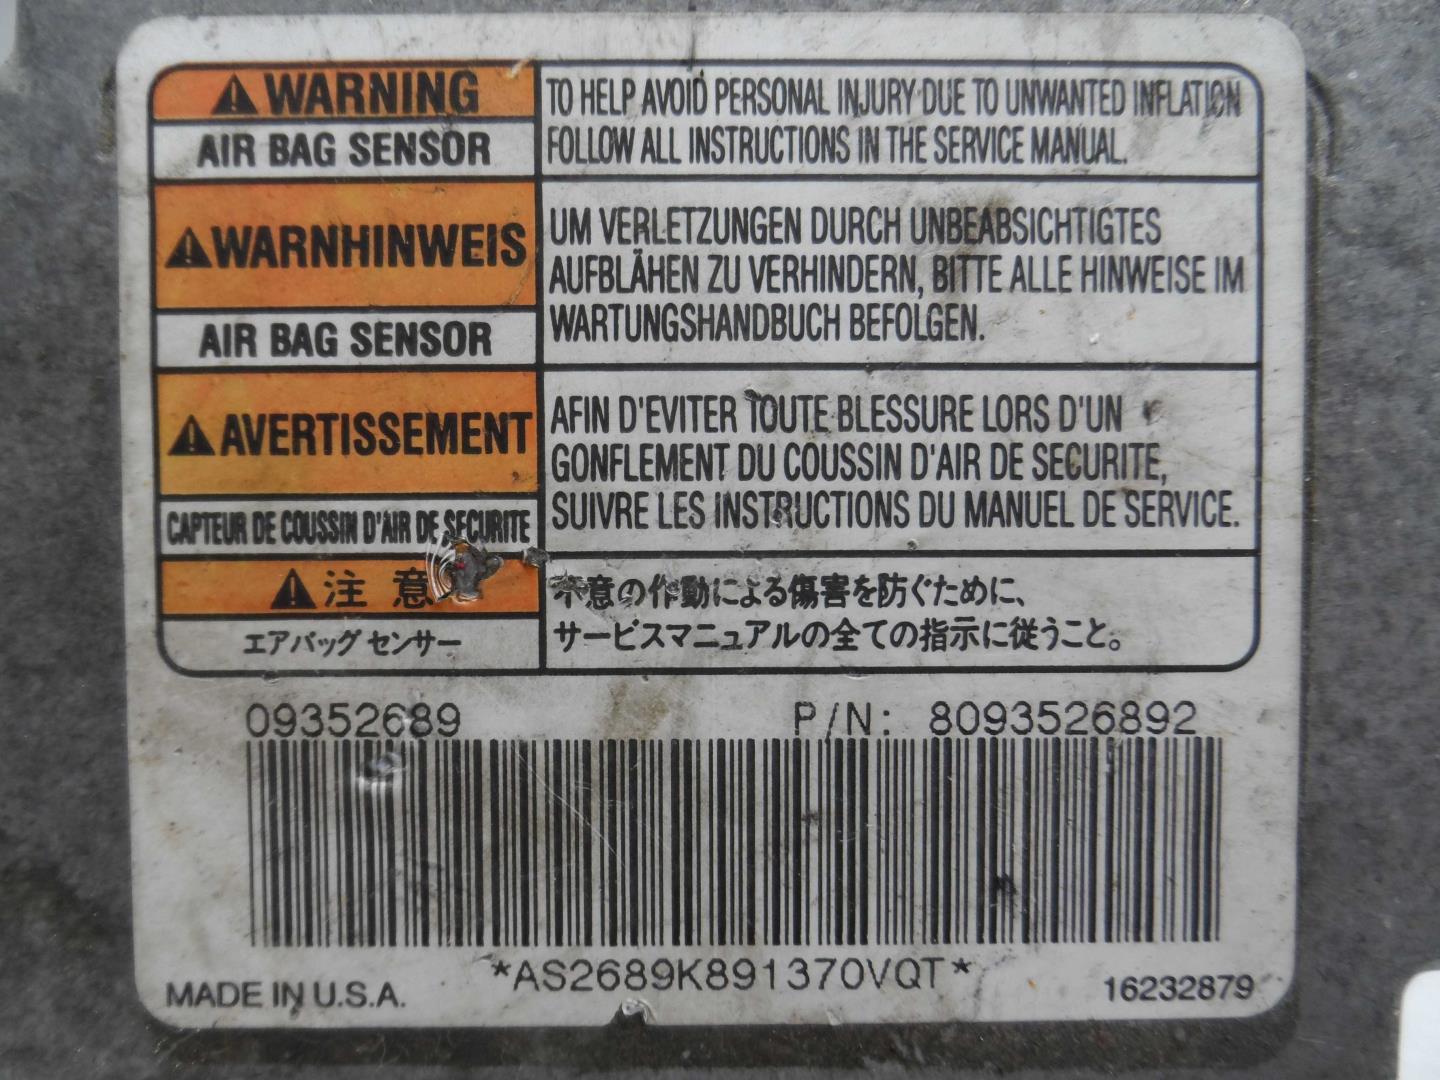 WARNING
AIR BAG SENSOR
TO HELP AVOID PERSONAL INJURY DUE TO UNWANTED INFLATION
FOLLOW ALL INSTRUCTIONS IN THE SERVICE MANUAL.
WARNHINWEIS
AIR BAG SENSOR
UM VERLETZUNGEN DURCH UNBEABSICHTIGTES
AUFBLÄHEN ZU VERHINDERN, BITTE ALLE HINWEISE IM
WARTUNGSHANDBUCH BEFOLGEN.
AVERTISSEMENT
CAPTEUR DE COUSSIN D'AIR DE SECURITE
AFIN D'EVITER TOUTE BLESSURE LORS D'UN
GONFLEMENT DU COUSSIN D'AIR DE SECURITE,
SUIVRE LES INSTRUCTIONS DU MANUEL DE SERVICE.
注 意
エアバッグ センサー
不意の作動による傷害を防ぐために、
サービスマニュアルの全ての指示に従うこと。
09352689
P/N: 8093526892
*AS2689K891370VQT*
MADE IN U.S.A.
16232879